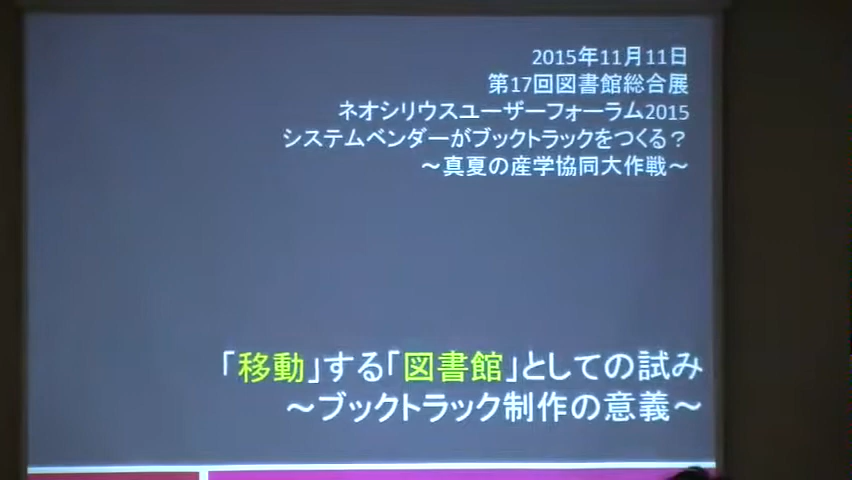 2015年11月11日
第17回図書館総合展
ネオシリウスユーザーフォーラム2015
システムベンダーがブックトラックをつくる？
～真夏の産学協同大作戦～
「移動」する「図書館」としての試み
～ブックトラック制作の意義～